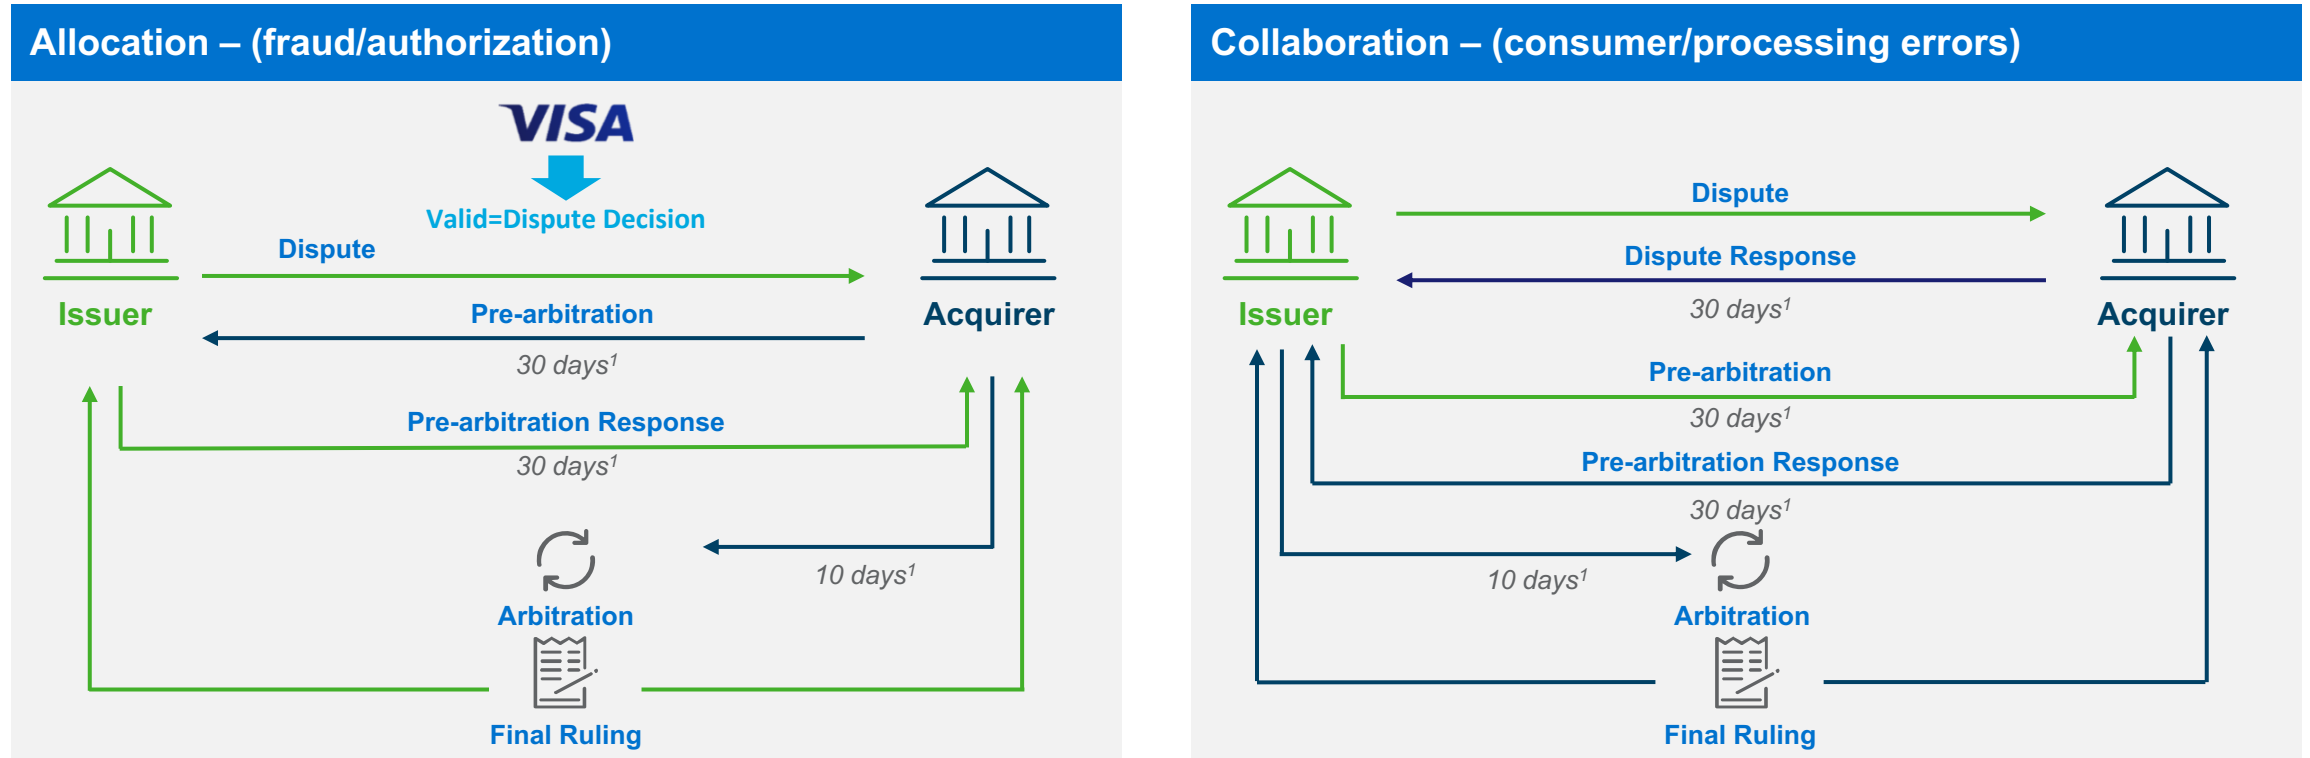 Allocation – (fraud/authorization)
VISA
Valid=Dispute Decision
Dispute
Issuer
Pre-arbitration
Acquirer
30 days¹
Pre-arbitration Response
30 days¹
10 days¹
Arbitration
Final Ruling
Collaboration – (consumer/processing errors)
Dispute
Dispute Response
30 days¹
Issuer
Acquirer
Pre-arbitration
30 days¹
Pre-arbitration Response
30 days¹
10 days¹
Arbitration
Final Ruling